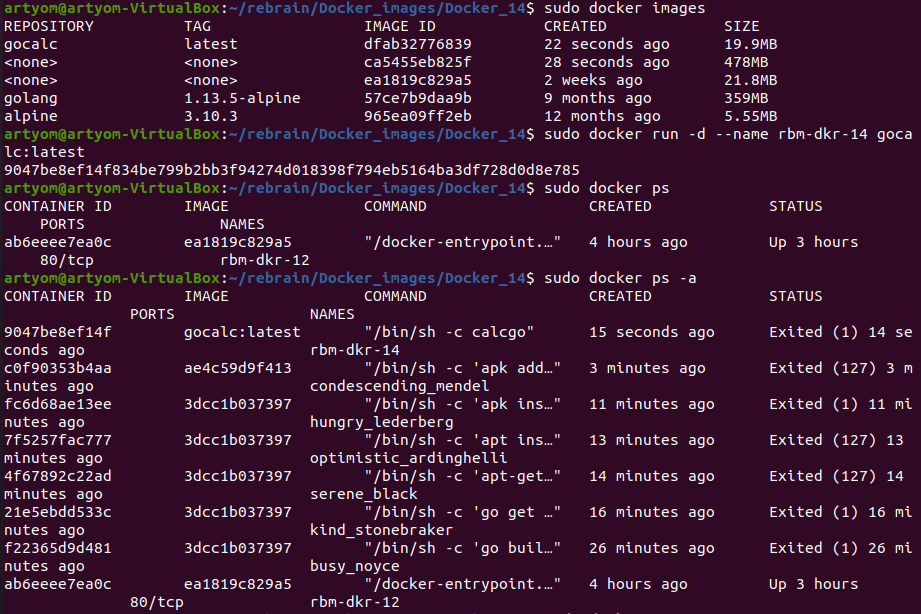 artyom@artyom-VirtualBox:~/rebrain/Docker_images/Docker_14$ sudo docker images
REPOSITORY TAG IMAGE ID CREATED SIZE
gocalc latest dfab32776839 22 seconds ago 19.9MB
<none> <none> ca5455eb825f 28 seconds ago 478MB
<none> <none> ea1819c829a5 2 weeks ago 21.8MB
golang 1.13.5-alpine 57ce7b9daa9b 9 months ago 359MB
alpine 3.10.3 965ea09ff2eb 12 months ago 5.55MB
artyom@artyom-VirtualBox:~/rebrain/Docker_images/Docker_14$ sudo docker run -d --name rbm-dkr-14 goca
lc:latest
9047be8ef14f834be799b2bb3f94274d018398f794eb5164ba3df728d0d8e785
artyom@artyom-VirtualBox:~/rebrain/Docker_images/Docker_14$ sudo docker ps
CONTAINER ID IMAGE COMMAND CREATED STATUS
PORTS NAMES
ab6eeee7ea0c ea1819c829a5 "/docker-entrypoint.…" 4 hours ago Up 3 hours
80/tcp rbm-dkr-12
artyom@artyom-VirtualBox:~/rebrain/Docker_images/Docker_14$ sudo docker ps -a
CONTAINER ID IMAGE COMMAND CREATED STATUS
PORTS NAMES
9047be8ef14f gocalc:latest "/bin/sh -c calcgo" 15 seconds ago Exited (1) 14 se
conds ago rbm-dkr-14
c0f90353b4aa ae4c59d9f413 "/bin/sh -c 'apk add…" 3 minutes ago Exited (127) 3 m
inutes ago condescending_mendel
fc6d68ae13ee 3dcc1b037397 "/bin/sh -c 'apk ins…" 11 minutes ago Exited (1) 11 mi
nutes ago hungry_lederberg
7f5257fac777 3dcc1b037397 "/bin/sh -c 'apt ins…" 13 minutes ago Exited (127) 13
minutes ago optimistic_ardinghelli
4f67892c22ad 3dcc1b037397 "/bin/sh -c 'apt-get…" 14 minutes ago Exited (127) 14
minutes ago serene_black
21e5ebdd533c 3dcc1b037397 "/bin/sh -c 'go get …" 16 minutes ago Exited (1) 16 mi
nutes ago kind_stonebraker
f22365d9d481 3dcc1b037397 "/bin/sh -c 'go buil…" 26 minutes ago Exited (1) 26 mi
nutes ago busy_noyce
ab6eeee7ea0c ea1819c829a5 "/docker-entrypoint.…" 4 hours ago Up 3 hours
80/tcp rbm-dkr-12